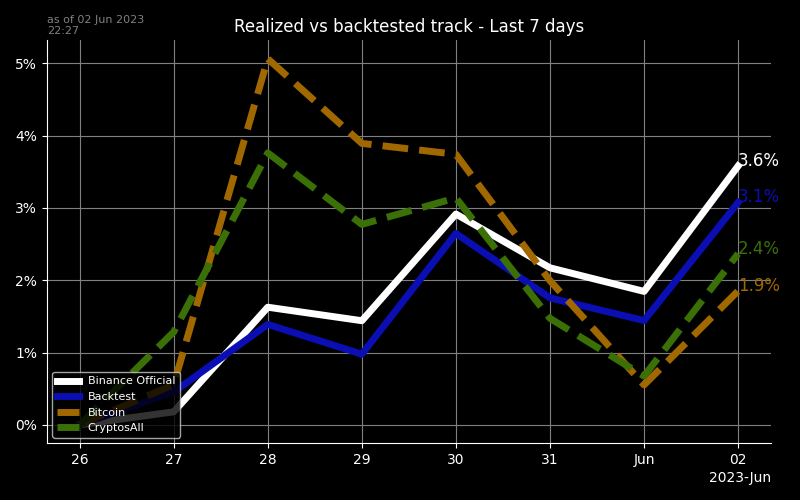 as of 02 Jun 2023
22:27
Realized vs backtested track - Last 7 days
5%
4%
3%
2%
1%
0%
3.6%
3.1%
2.4%
1.9%
Binance Official
Backtest
Bitcoin
CryptosAll
26 27 28 29 30 31 Jun 02
2023-Jun